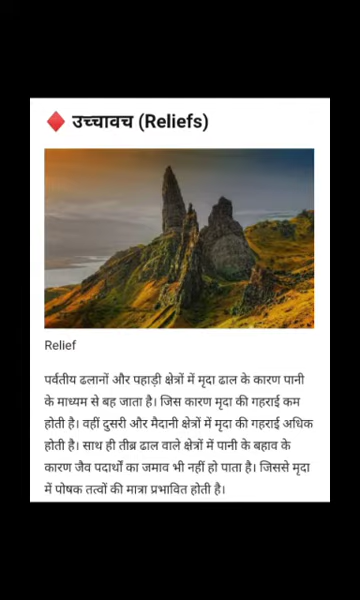 उच्चावच (Reliefs)
Relief
पर्वतीय ढलानों और पहाड़ी क्षेत्रों में मृदा ढाल के कारण पानी
के माध्यम से बह जाता है। जिस कारण मृदा की गहराई कम
होती है। वहीं दुसरी और मैदानी क्षेत्रों में मृदा की गहराई अधिक
होती है। साथ ही तीब्र ढाल वाले क्षेत्रों में पानी के बहाव के
कारण जैव पदार्थों का जमाव भी नहीं हो पाता है। जिससे मृदा
में पोषक तत्वों की मात्रा प्रभावित होती है।